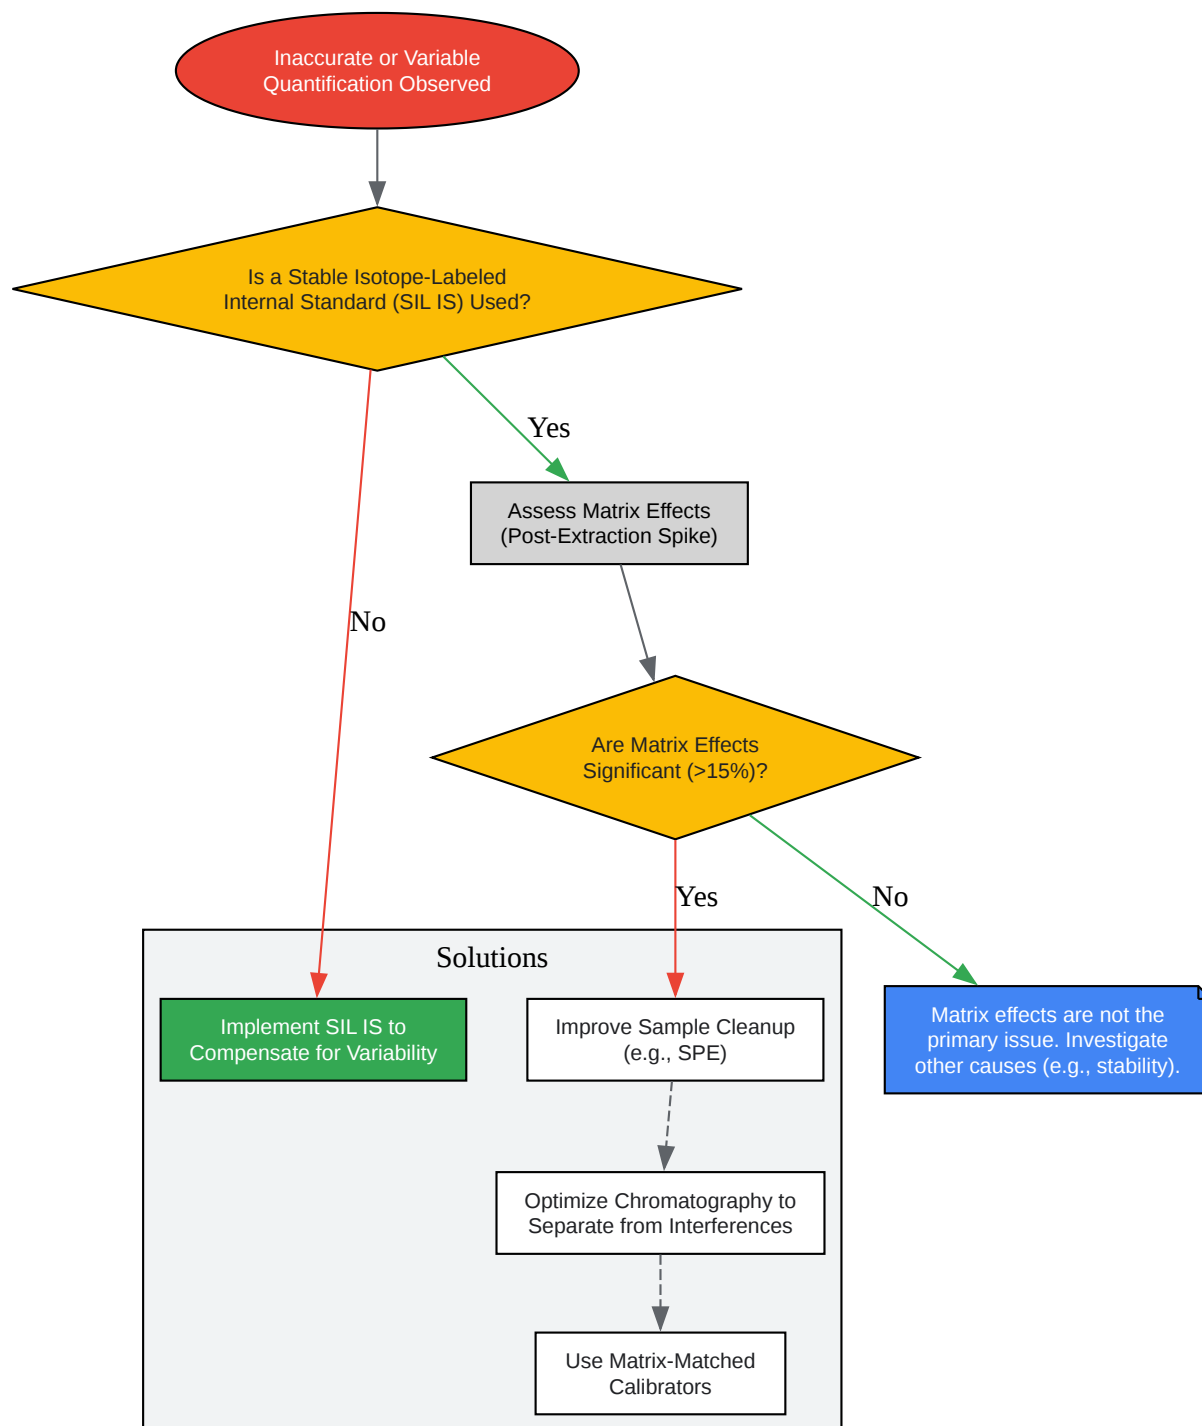 Inaccurate or Variable
Quantification Observed
Is a Stable Isotope-Labeled
Internal Standard (SIL IS) Used?
Yes
Assess Matrix Effects
(Post-Extraction Spike)
No
Are Matrix Effects
Significant (>15%)?
Yes
No
Solutions
Implement SIL IS to
Compensate for Variability
Improve Sample Cleanup
(e.g., SPE)
Matrix effects are not the
primary issue. Investigate
other causes (e.g., stability).
Optimize Chromatography to
Separate from Interferences
Use Matrix-Matched
Calibrators